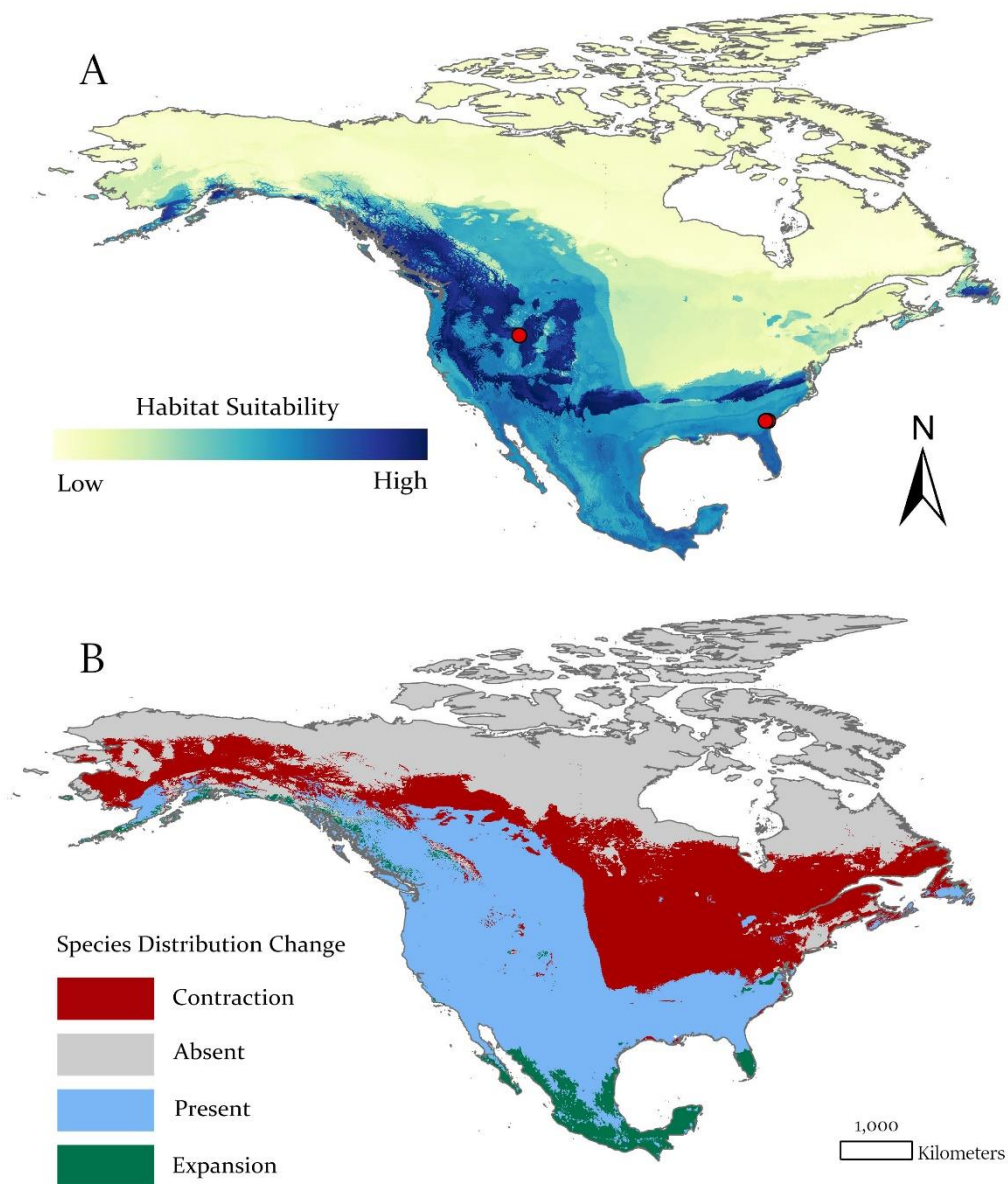 A
Habitat Suitability
Low High
N
B
Species Distribution Change
Contraction
Absent
Present
Expansion
1,000
Kilometers